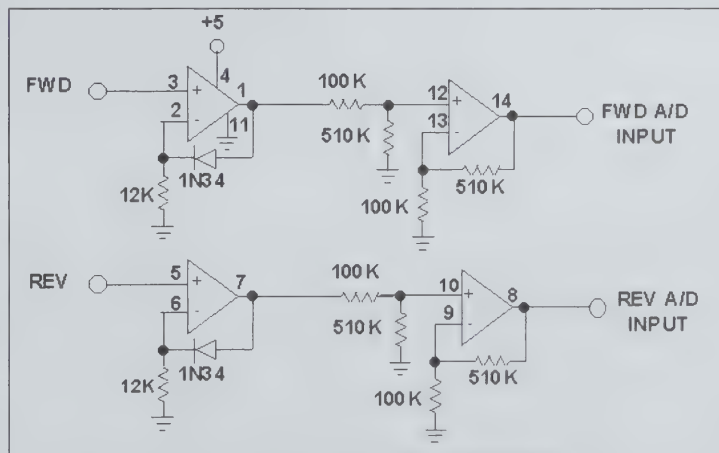 +5
FWD
3
2
4
1
11
1N34
12K
100 K
510 K
12
13
14
510 K
100 K
FWD A/D
INPUT
REV
5
6
7
1N34
12K
100 K
510 K
10
9
8
510 K
100 K
REV A/D
INPUT
+
-
+
-
+
-
+
-